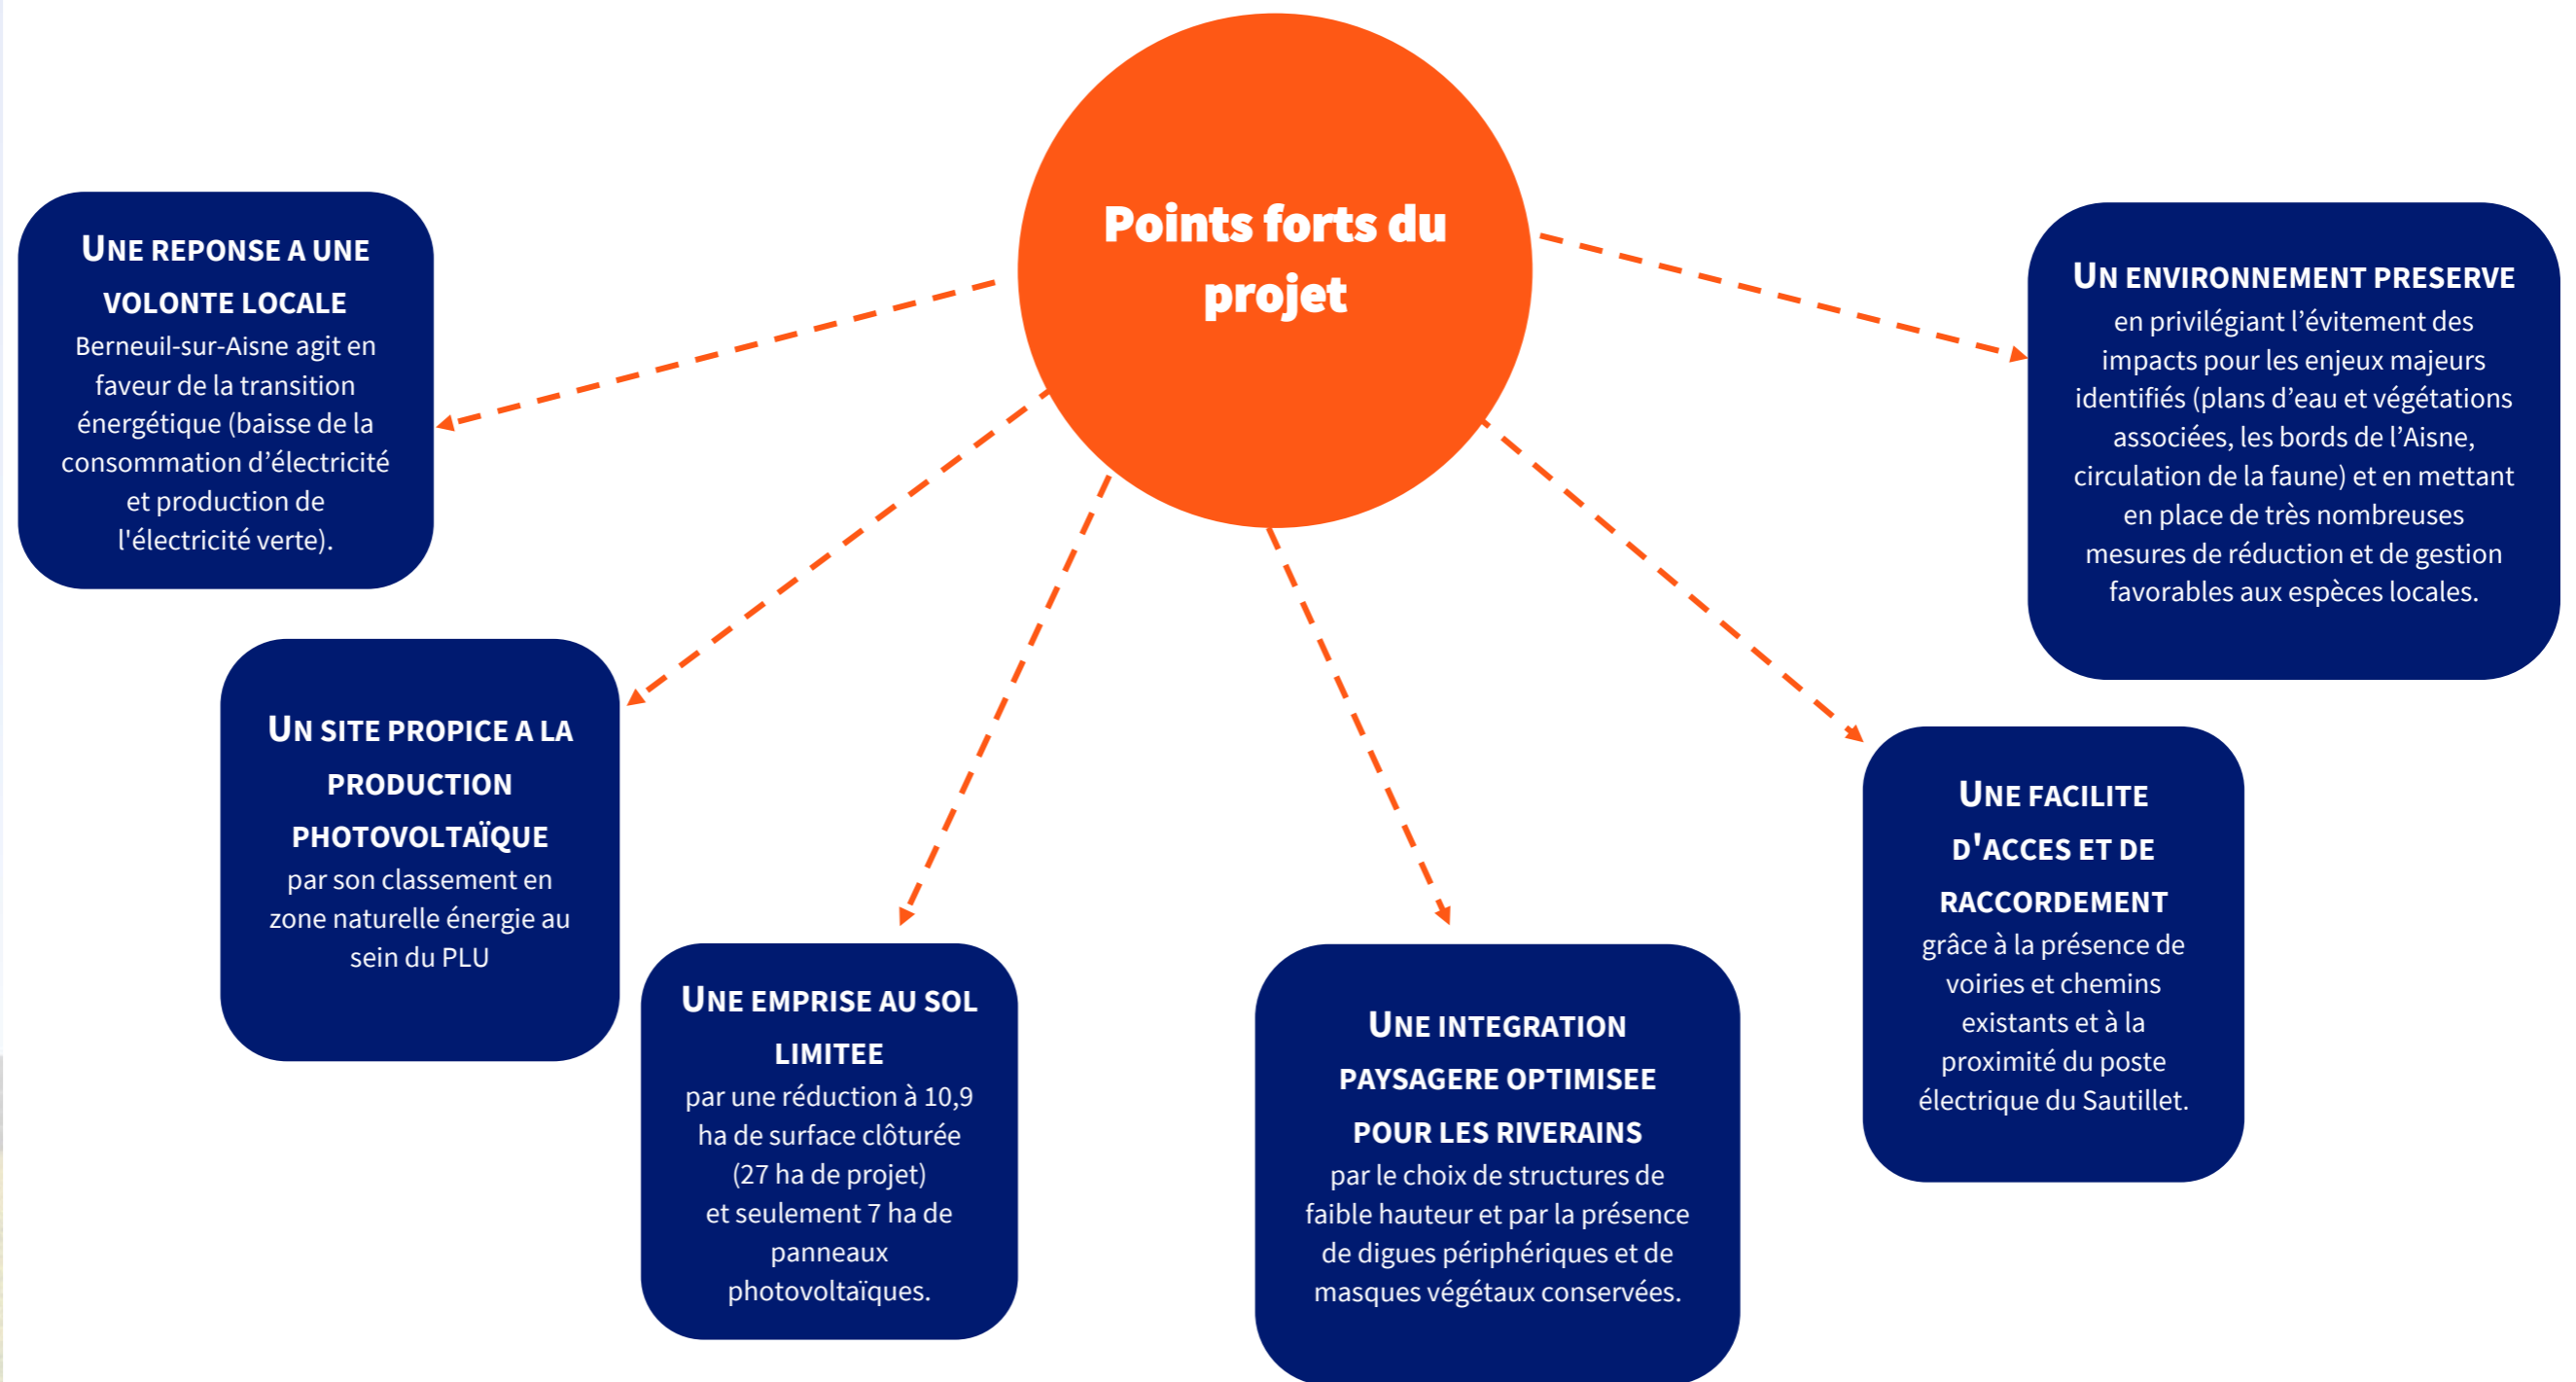 Points forts du
projet
UNE REPONSE A UNE
VOLONTE LOCALE
Berneuil-sur-Aisne agit en
faveur de la transition
énergétique (baisse de la
consommation d’électricité
et production de
l'électricité verte).
UN SITE PROPICE A LA
PRODUCTION
PHOTOVOLTAÏQUE
par son classement en
zone naturelle énergie au
sein du PLU
UNE EMPRISE AU SOL
LIMITEE
par une réduction à 10,9
ha de surface clôturée
(27 ha de projet)
et seulement 7 ha de
panneaux
photovoltaïques.
UNE INTEGRATION
PAYSAGERE OPTIMISEE
POUR LES RIVERAINS
par le choix de structures de
faible hauteur et par la présence
de digues périphériques et de
masques végétaux conservées.
UNE FACILITE
D'ACCES ET DE
RACCORDEMENT
grâce à la présence de
voiries et chemins
existants et à la
proximité du poste
électrique du Sautillet.
UN ENVIRONNEMENT PRESERVE
en privilégiant l’évitement des
impacts pour les enjeux majeurs
identifiés (plans d’eau et végétations
associées, les bords de l’Aisne,
circulation de la faune) et en mettant
en place de très nombreuses
mesures de réduction et de gestion
favorables aux espèces locales.